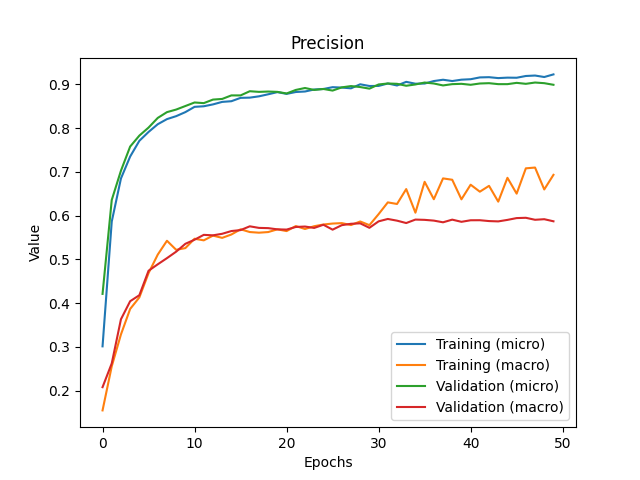 Precision
Value
0.9
0.8
0.7
0.6
0.5
0.4
0.3
0.2
0
10
20
30
40
50
Epochs
Training (micro)
Training (macro)
Validation (micro)
Validation (macro)